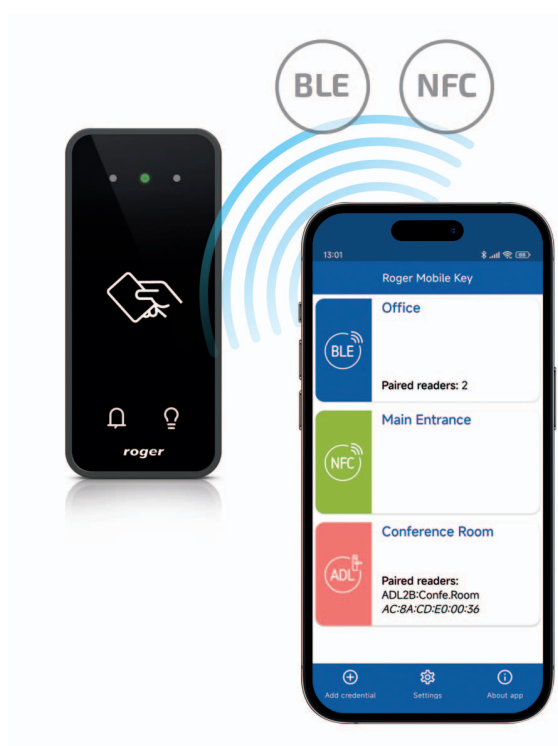 BLE NFC
roger
13:01
Roger Mobile Key
Office
BLE
Paired readers: 2
Main Entrance
NFC
Conference Room
ADL
Paired readers:
ADL2B:Confe.Room
AC:8A:CD:E0:00:36
Add credential Settings About app